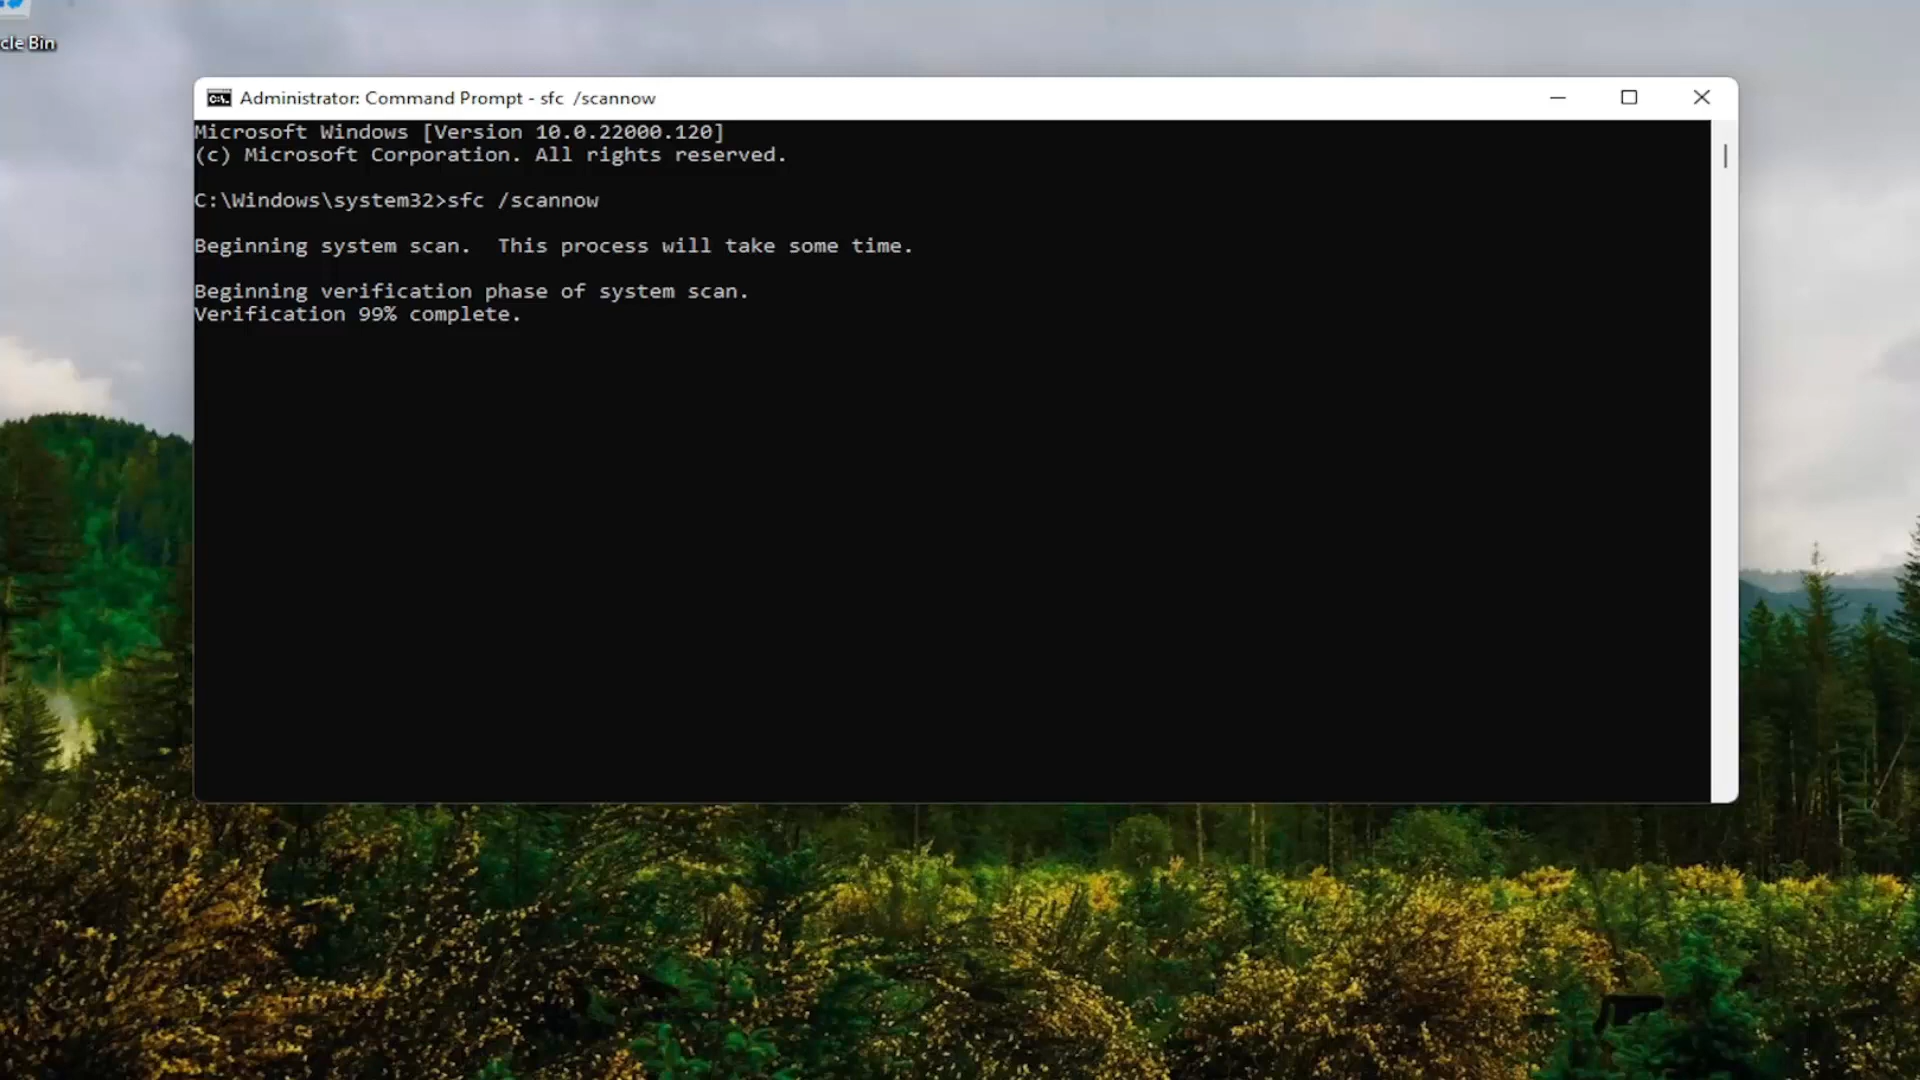 cle Bin
Administrator: Command Prompt - sfc  /scannow
Microsoft Windows [Version 10.0.22000.120]
(c) Microsoft Corporation. All rights reserved.
C:\Windows\system32>sfc /scannow
Beginning system scan.  This process will take some time.
Beginning verification phase of system scan.
Verification 99% complete.